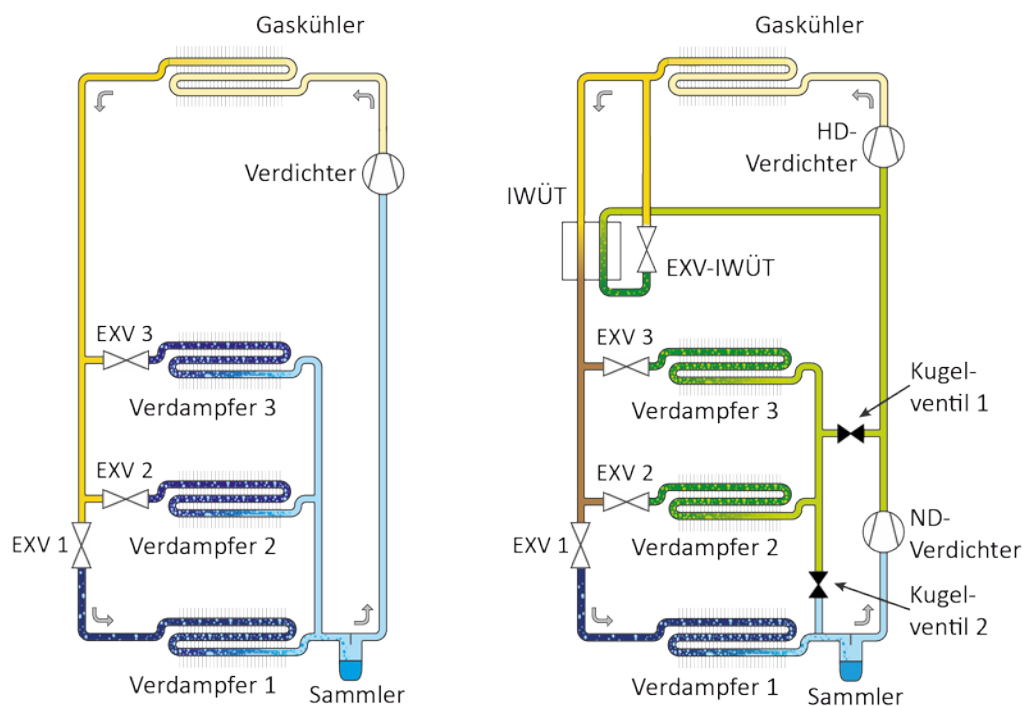 Gaskühler
Verdichter
EXV 3
Verdampfer 3
EXV 2
EXV 1
Verdampfer 2
Verdampfer 1
Sammler
Gaskühler
HD-
Verdichter
IWÜT
EXV-IWÜT
EXV 3
Verdampfer 3
Kugel-
ventil 1
EXV 2
EXV 1
Verdampfer 2
ND-
Verdichter
Kugel-
ventil 2
Verdampfer 1
Sammler